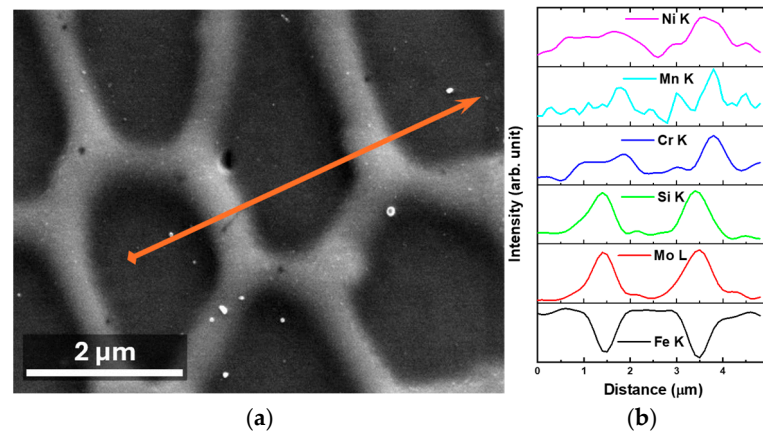 2 μm
Ni K
Mn K
Cr K
Si K
Mo L
Fe K
Intensity (arb. unit)
0 1 2 3 4
Distance (μm)
(a) (b)